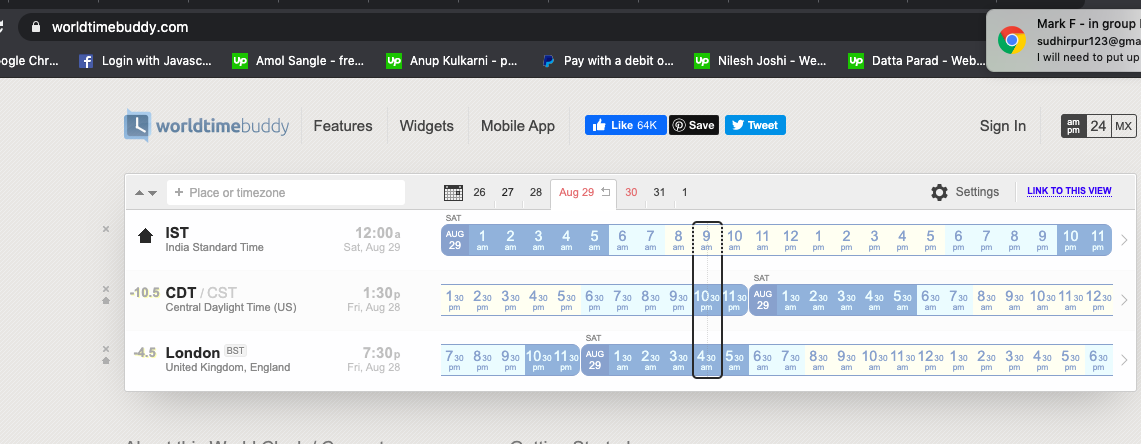 worldtimebuddy.com
Mark F - in group
sudhirpur123@gma
I will need to put up
ogle Chr... Login with Javasc... Up Amol Sangle - fre... Up Anup Kulkarni - p... Pay with a debit o... Up Nilesh Joshi - We... Up Datta Parad - Web...
worldtimebuddy Features Widgets Mobile App Like 64K Save Tweet Sign In am pm 24 MX
+ Place or timezone 26 27 28 Aug 29 30 31 1 Settings LINK TO THIS VIEW
SAT
IST 12:00a AUG 29 1 am 2 am 3 am 4 am 5 am 6 am 7 am 8 am 9 am 10 am 11 am 12 pm 1 pm 2 pm 3 pm 4 pm 5 pm 6 pm 7 pm 8 pm 9 pm 10 pm 11 pm
India Standard Time Sat, Aug 29
SAT
-10.5 CDT / CST 1:30p 1 30 pm 2 30 pm 3 30 pm 4 30 pm 5 30 pm 6 30 pm 7 30 pm 8 30 pm 9 30 pm 10 30 pm 11 30 pm AUG 29 1 30 am 2 30 am 3 30 am 4 30 am 5 30 am 6 30 am 7 30 am 8 30 am 9 30 am 10 30 am 11 30 am 12 30 pm
Central Daylight Time (US) Fri, Aug 28
SAT
-4.5 London BST 7:30p 7 30 pm 8 30 pm 9 30 pm 10 30 pm 11 30 pm AUG 29 1 30 am 2 30 am 3 30 am 4 30 am 5 30 am 6 30 am 7 30 am 8 30 am 9 30 am 10 30 am 11 30 am 12 30 pm 1 30 pm 2 30 pm 3 30 pm 4 30 pm 5 30 pm 6 30 pm
United Kingdom, England Fri, Aug 28